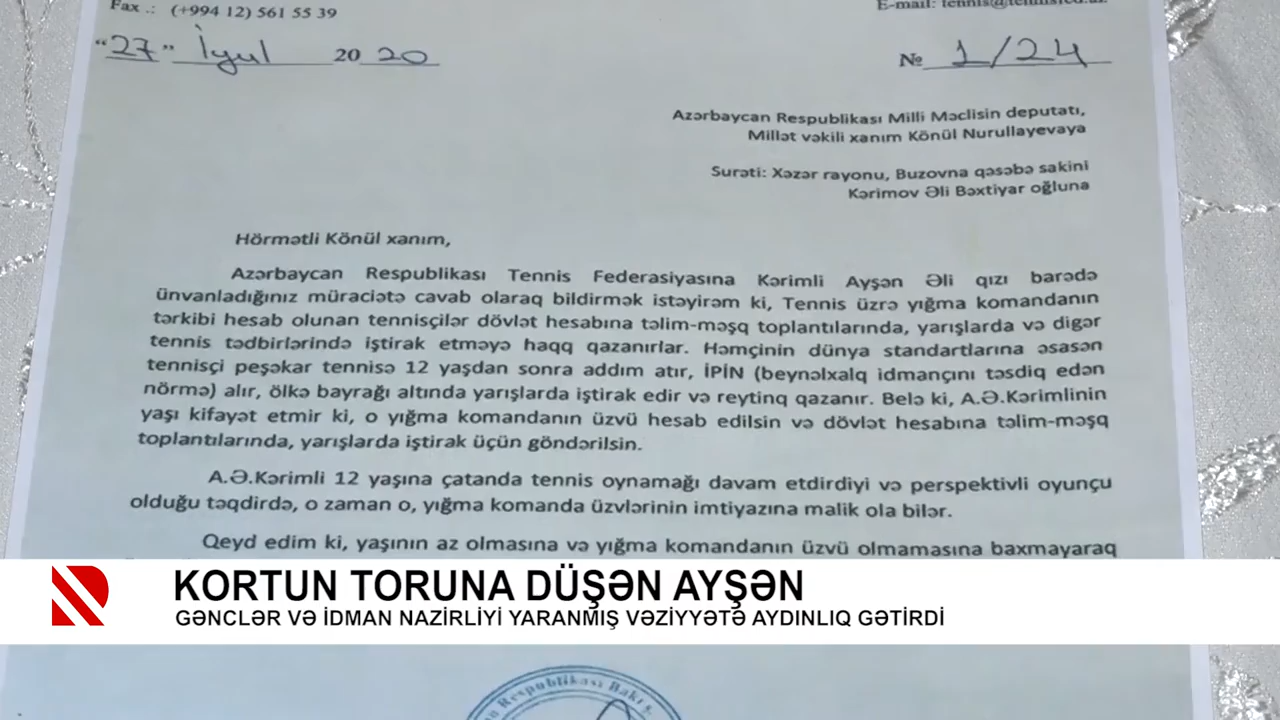 Fax .: (+994 12) 561 55 39
E-mail: tennis@tennisfed.az
“27” İyul 2020
№ 1/24
Azərbaycan Respublikası Milli Məclisin deputatı,
Millət vəkili xanım Könül Nurullayevaya
Surəti: Xəzər rayonu, Buzovna qəsəbə sakini
Kərimov Əli Bəxtiyar oğluna
Hörmətli Könül xanım,
Azərbaycan Respublikası Tennis Federasiyasına Kərimli Ayşən Əli qızı barədə
ünvanladığınız müraciətə cavab olaraq bildirmək istəyirəm ki, Tennis üzrə yığma komandanın
tərkibi hesab olunan tennisçilər dövlət hesabına təlim-məşq toplantılarında, yarışlarda və digər
tennis tədbirlərində iştirak etməyə haqq qazanırlar. Həmçinin dünya standartlarına əsasən
tennisçi peşəkar tennisə 12 yaşdan sonra addım atır, İPİN (beynəlxalq idmançını təsdiq edən
nörmə) alır, ölkə bayrağı altında yarışlarda iştirak edir və reytinq qazanır. Belə ki, A.Ə.Kərimlinin
yaşı kifayət etmir ki, o yığma komandanın üzvü hesab edilsin və dövlət hesabına təlim-məşq
toplantılarında, yarışlarda iştirak üçün göndərilsin.
A.Ə.Kərimli 12 yaşına çatanda tennis oynamağı davam etdirdiyi və perspektivli oyunçu
olduğu təqdirdə, o zaman o, yığma komanda üzvlərinin imtiyazına malik ola bilər.
Qeyd edim ki, yaşının az olmasına və yığma komandanın üzvü olmamasına baxmayaraq
KORTUN TORUNA DÜŞƏN AYŞƏN
GƏNCLƏR VƏ İDMAN NAZİRLİYİ YARANMIŞ VƏZİYYƏTƏ AYDINLIQ GƏTİRDİ
Respublikası Bakı ş.